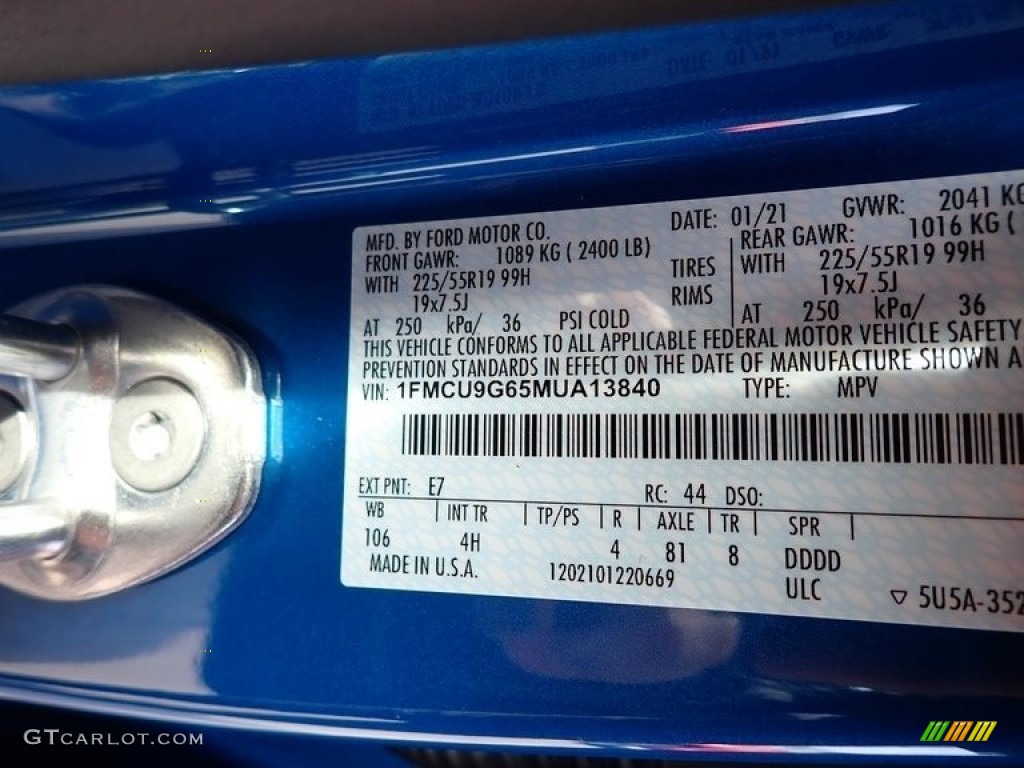 MFD. BY FORD MOTOR CO. DATE: 01/21 GVWR: 2041 KG
FRONT GAWR: 1089 KG ( 2400 LB) REAR GAWR: 1016 KG (
WITH 225/55R19 99H TIRES WITH 225/55R19 99H
19x7.5J RIMS 19x7.5J
AT 250 kPa/ 36 PSI COLD AT 250 kPa/ 36
THIS VEHICLE CONFORMS TO ALL APPLICABLE FEDERAL MOTOR VEHICLE SAFETY
PREVENTION STANDARDS IN EFFECT ON THE DATE OF MANUFACTURE SHOWN A
VIN: 1FMCU9G65MUA13840 TYPE: MPV
EXT PNT: E7 RC: 44 DSO:
WB INT TR TP/PS R AXLE TR SPR
106 4H 4 81 8 DDDD
MADE IN U.S.A. 1202101220669 ULC ▽ 5U5A-352
GTCARLOT.COM